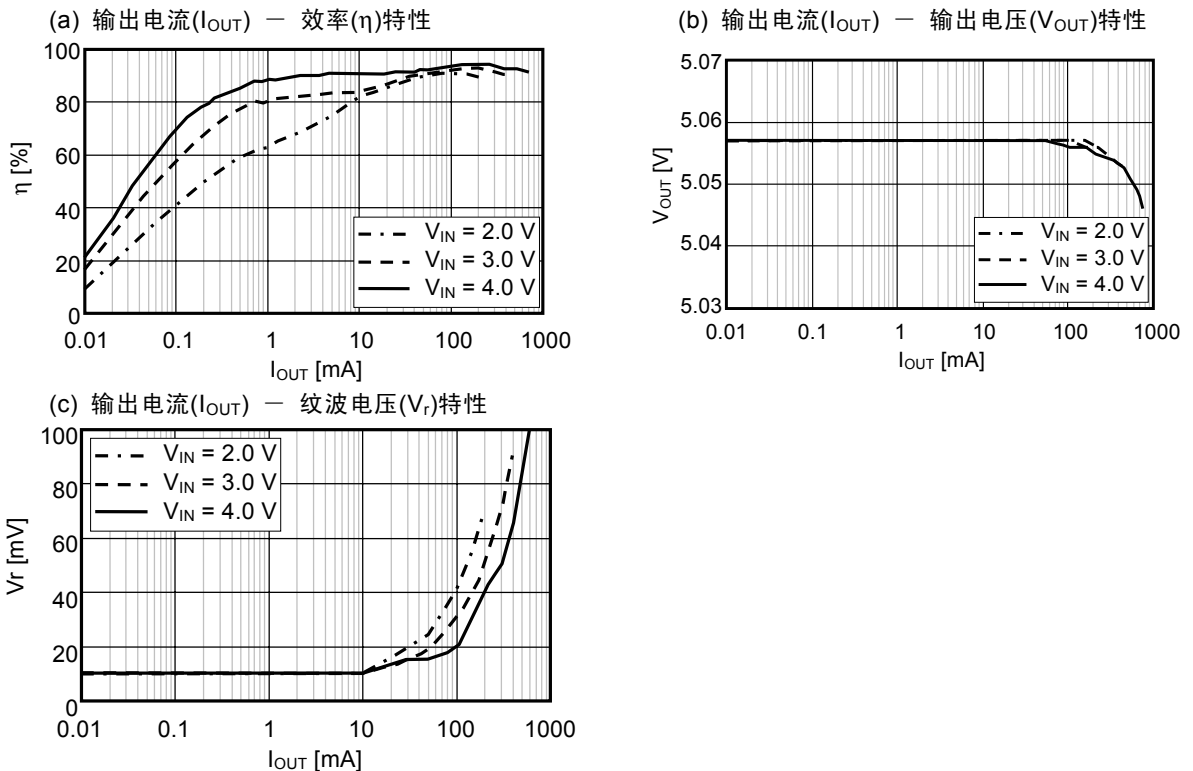 (a) 输出电流(IOUT) － 效率(η)特性
100
80
60
40
20
0
η [%]
VIN = 2.0 V
VIN = 3.0 V
VIN = 4.0 V
0.01
0.1
1
10
100
1000
IOUT [mA]
(b) 输出电流(IOUT) － 输出电压(VOUT)特性
5.07
5.06
5.05
5.04
5.03
VOUT [V]
VIN = 2.0 V
VIN = 3.0 V
VIN = 4.0 V
0.01
0.1
1
10
100
1000
IOUT [mA]
(c) 输出电流(IOUT) － 纹波电压(Vr)特性
100
80
60
40
20
0
Vr [mV]
VIN = 2.0 V
VIN = 3.0 V
VIN = 4.0 V
0.01
0.1
1
10
100
1000
IOUT [mA]